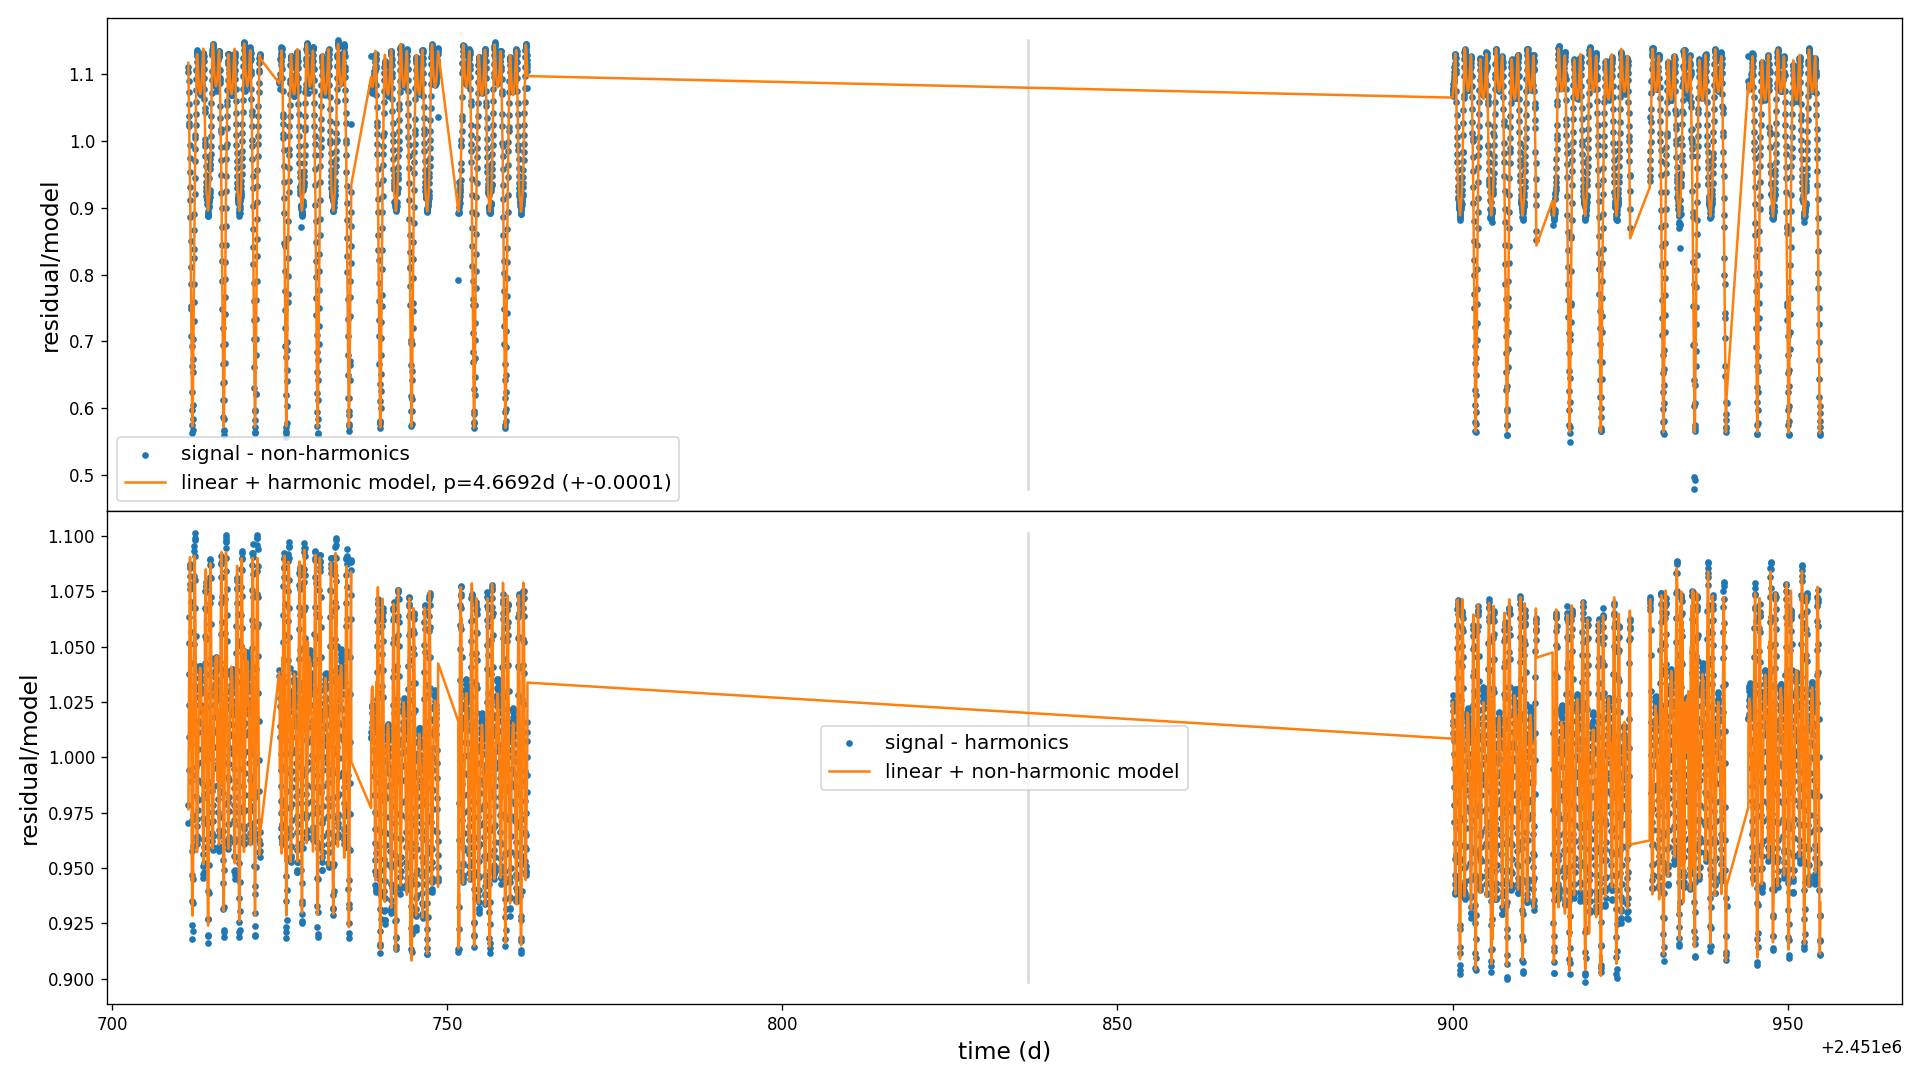 1.1
1.0
0.9
0.8
0.7
0.6
0.5
residual/model
signal - non-harmonics
linear + harmonic model, p=4.6692d (+-0.0001)
1.100
1.075
1.050
1.025
1.000
0.975
0.950
0.925
0.900
residual/model
signal - harmonics
linear + non-harmonic model
700 750 800 850 900 950
time (d)
+2.451e6